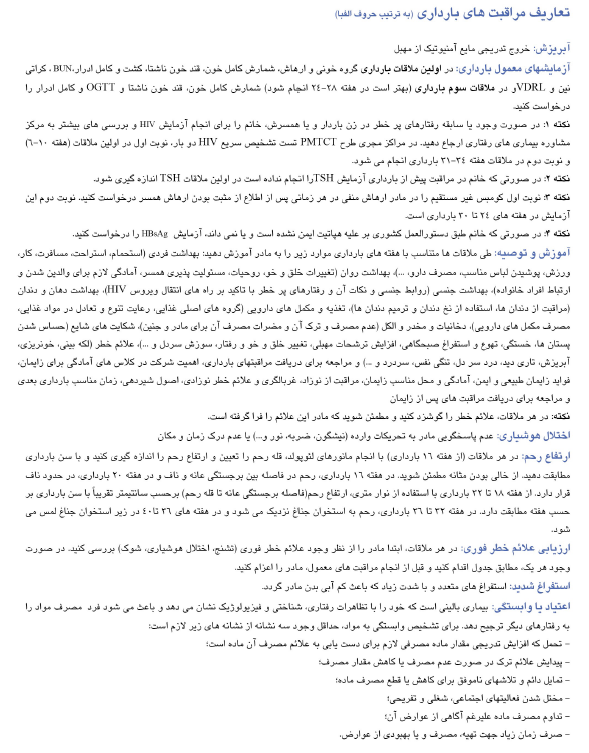 تعاریف مراقبت های بارداری (به ترتیب حروف الفبا)
آبریزش: خروج تدریجی مایع آمنیوتیک از مهبل
آزمایشهای معمول بارداری: در اولین ملاقات بارداری گروه خونی و ارهاش، شمارش کامل خون، قند خون ناشتا، کشت و کامل ادرار،BUN، کراتی
نین و VDRLو در ملاقات سوم بارداری (بهتر است در هفته ٢٨-٢٤ انجام شود) شمارش کامل خون، قند خون ناشتا و OGTT و کامل ادرار را
درخواست کنید.
نکته ١: در صورت وجود یا سابقه رفتارهای پر خطر در زن باردار و یا همسرش، خانم را برای انجام آزمایش HIV و بررسی های بیشتر به مرکز
مشاوره بیماری های رفتاری ارجاع دهید. در مراکز مجری طرح PMTCT تست تشخیص سریع HIV دو بار، نوبت اول در اولین ملاقات (هفته ١٠-٦)
و نوبت دوم در ملاقات هفته ٣٤-٣١ بارداری انجام می شود.
نکته ٢: در صورتی که خانم در مراقبت پیش از بارداری آزمایش TSHرا انجام نداده است در اولین ملاقات TSH اندازه گیری شود.
نکته ٣: نوبت اول کومبس غیر مستقیم را در مادر ارهاش منفی در هر زمانی پس از اطلاع از مثبت بودن ارهاش همسر درخواست کنید. نوبت دوم این
آزمایش در هفته های ٢٤ تا ٣٠ بارداری است.
نکته ٤: در صورتی که خانم طبق دستورالعمل کشوری بر علیه هپاتیت ایمن نشده است و یا نمی داند، آزمایش HBsAg را درخواست کنید.
آموزش و توصیه: طی ملاقات ها متناسب با هفته های بارداری موارد زیر را به مادر آموزش دهید: بهداشت فردی (استحمام، استراحت، مسافرت، کار،
ورزش، پوشیدن لباس مناسب، مصرف دارو، ...)، بهداشت روان (تغییرات خلق و خو، روحیات، مسئولیت پذیری همسر، آمادگی لازم برای والدین شدن و
ارتباط افراد خانواده)، بهداشت جنسی (روابط جنسی و نکات آن و رفتارهای پر خطر با تاکید بر راه های انتقال ویروس HIV)، بهداشت دهان و دندان
(مراقبت از دندان ها، استفاده از نخ دندان و ترمیم دندان ها)، تغذیه و مکمل های دارویی (گروه های اصلی غذایی، رعایت تنوع و تعادل در مواد غذایی،
مصرف مکمل های دارویی)، دخانیات و مخدر و الکل (عدم مصرف و ترک آن و مضرات مصرف آن برای مادر و جنین)، شکایت های شایع (حساس شدن
پستان ها، خستگی، تهوع و استفراغ صبحگاهی، افزایش ترشحات مهبلی، تغییر خلق و خو و رفتار، سوزش سردل و ...)، علائم خطر (لکه بینی، خونریزی،
آبریزش، تاری دید، درد سر دل، تنگی نفس، سردرد و ...) و مراجعه برای دریافت مراقبتهای بارداری، اهمیت شرکت در کلاس های آمادگی برای زایمان،
فواید زایمان طبیعی و ایمن، آمادگی و محل مناسب زایمان، مراقبت از نوزاد، غربالگری و علائم خطر نوزادی، اصول شیردهی، زمان مناسب بارداری بعدی
و مراجعه برای دریافت مراقبت های پس از زایمان
نکته: در هر ملاقات، علائم خطر را گوشزد کنید و مطمئن شوید که مادر این علائم را فرا گرفته است.
اختلال هوشیاری: عدم پاسخگویی مادر به تحریکات وارده (نیشگون، ضربه، نور و...) یا عدم درک زمان و مکان
ارتفاع رحم: در هر ملاقات (از هفته ١٦ بارداری) با انجام مانورهای لئوپولد، قله رحم را تعیین و ارتفاع رحم را اندازه گیری کنید و با سن بارداری
مطابقت دهید. از خالی بودن مثانه مطمئن شوید. در هفته ١٦ بارداری، رحم در فاصله بین برجستگی عانه و ناف و در هفته ٢٠ بارداری، در حدود ناف
قرار دارد. از هفته ١٨ تا ٣٢ بارداری با استفاده از نوار متری، ارتفاع رحم(فاصله برجستگی عانه تا قله رحم) برحسب سانتیمتر تقریباً با سن بارداری بر
حسب هفته مطابقت دارد. در هفته ٣٢ تا ٣٦ بارداری، رحم به استخوان جناغ نزدیک می شود و در هفته های ٣٦ تا٤٠ در زیر استخوان جناغ لمس می
شود.
ارزیابی علائم خطر فوری: در هر ملاقات، ابتدا مادر را از نظر وجود علائم خطر فوری (تشنج، اختلال هوشیاری، شوک) بررسی کنید. در صورت
وجود هر یک، مطابق جدول اقدام کنید و قبل از انجام مراقبت های معمول، مادر را اعزام کنید.
استفراغ شدید: استفراغ های متعدد و با شدت زیاد که باعث کم آبی بدن مادر گردد.
اعتیاد یا وابستگی: بیماری بالینی است که خود را با تظاهرات رفتاری، شناختی و فیزیولوژیک نشان می دهد و باعث می شود فرد مصرف مواد را
به رفتارهای دیگر ترجیح دهد. برای تشخیص وابستگی به مواد، حداقل وجود سه نشانه از نشانه های زیر لازم است:
- تحمل که افزایش تدریجی مقدار ماده مصرفی لازم برای دست یابی به علائم مصرف آن ماده است؛
- پیدایش علائم ترک در صورت عدم مصرف یا کاهش مقدار مصرف؛
- تمایل دائم و تلاشهای ناموفق برای کاهش یا قطع مصرف ماده؛
- مختل شدن فعالیتهای اجتماعی، شغلی و تفریحی؛
- تداوم مصرف ماده علیرغم آگاهی از عوارض آن؛
- صرف زمان زیاد جهت تهیه، مصرف و یا بهبودی از عوارض.